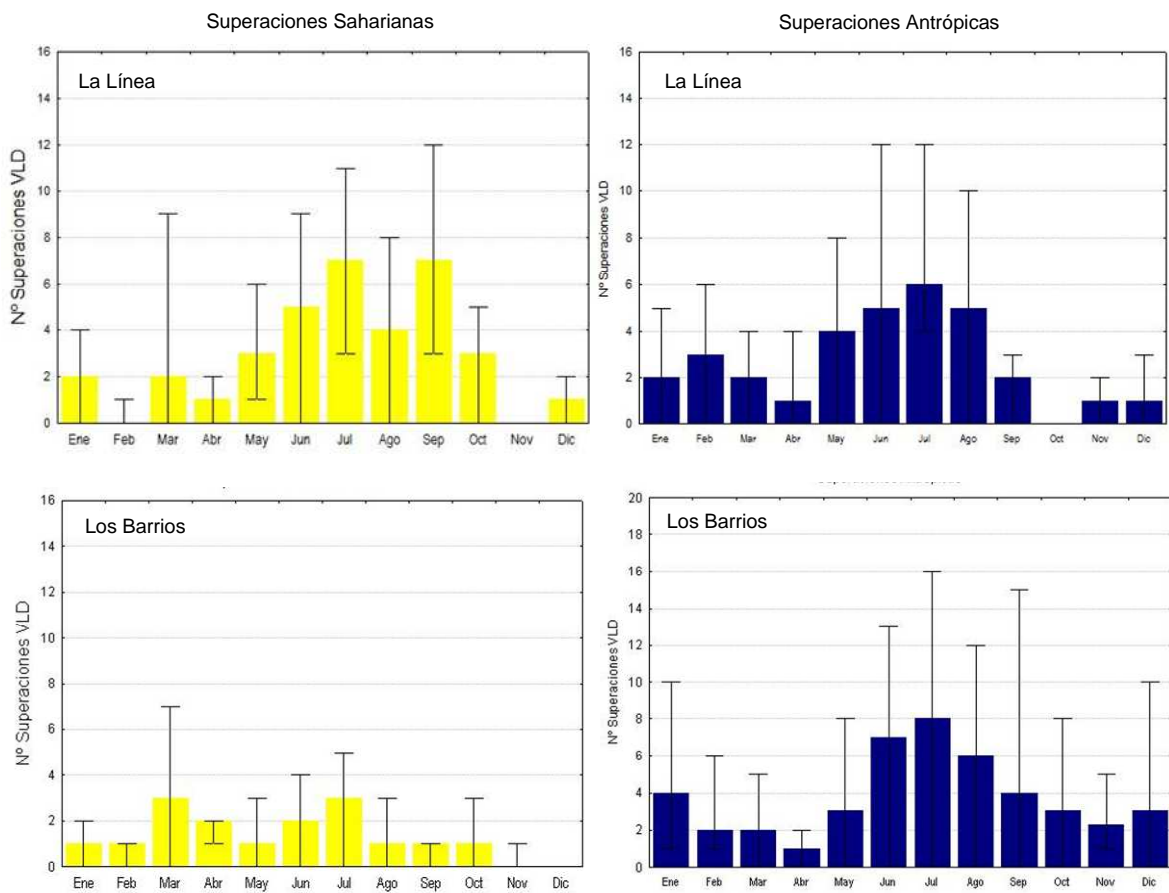 Superaciones Saharianas
Superaciones Antrópicas
16
14
12
10
8
6
4
2
0
Nº Superaciones VLD
La Línea
Ene Feb Mar Abr May Jun Jul Ago Sep Oct Nov Dic
16
14
12
10
8
6
4
2
0
Nº Superaciones VLD
La Línea
Ene Feb Mar Abr May Jun Jul Ago Sep Oct Nov Dic
16
14
12
10
8
6
4
2
0
Nº Superaciones VLD
Los Barrios
Ene Feb Mar Abr May Jun Jul Ago Sep Oct Nov Dic
20
18
16
14
12
10
8
6
4
2
0
Nº Superaciones VLD
Los Barrios
Ene Feb Mar Abr May Jun Jul Ago Sep Oct Nov Dic